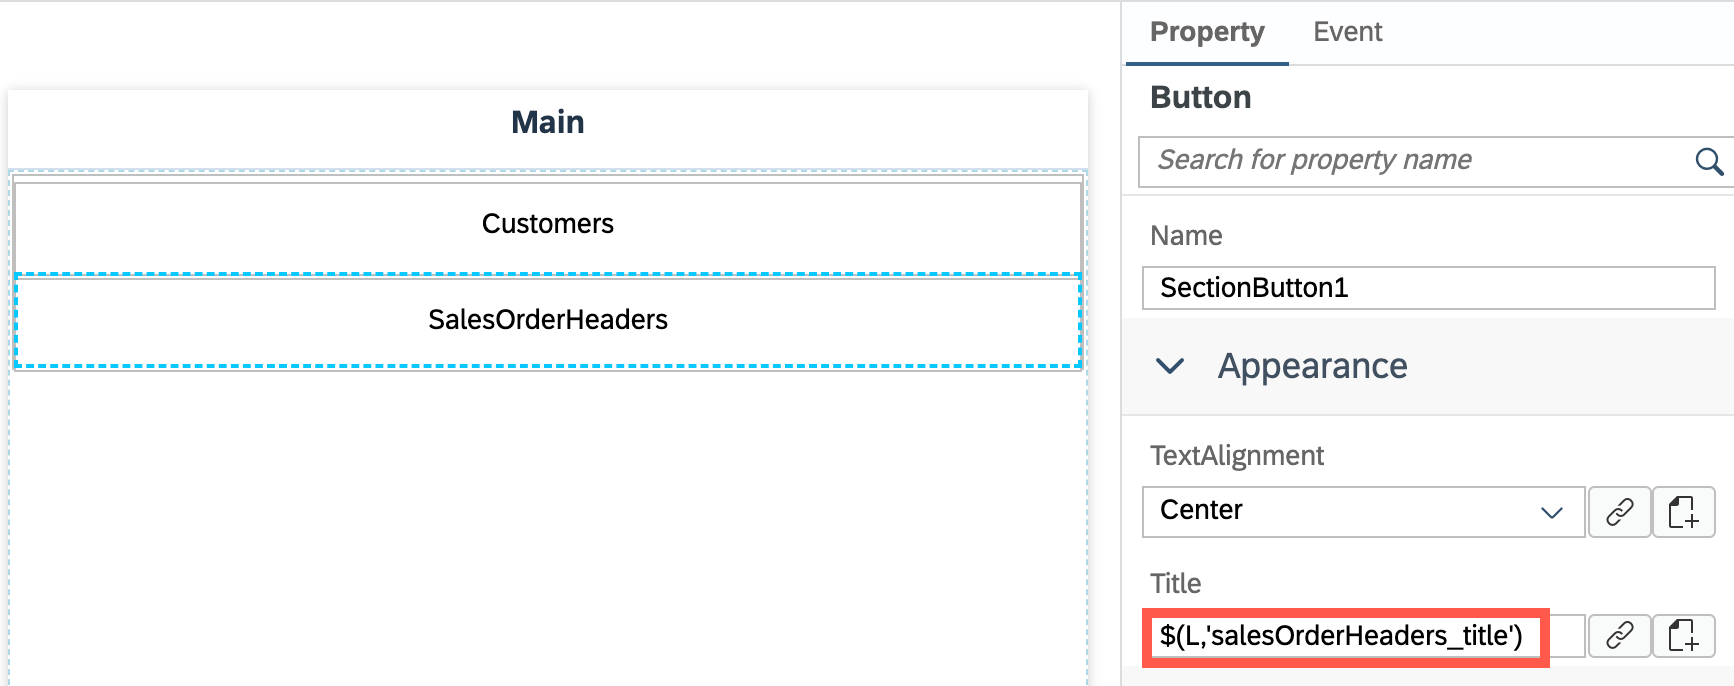 Main
Customers
SalesOrderHeaders
Property Event
Button
Search for property name
Name
SectionButton1
Appearance
TextAlignment
Center
Title
$(L,'salesOrderHeaders_title')